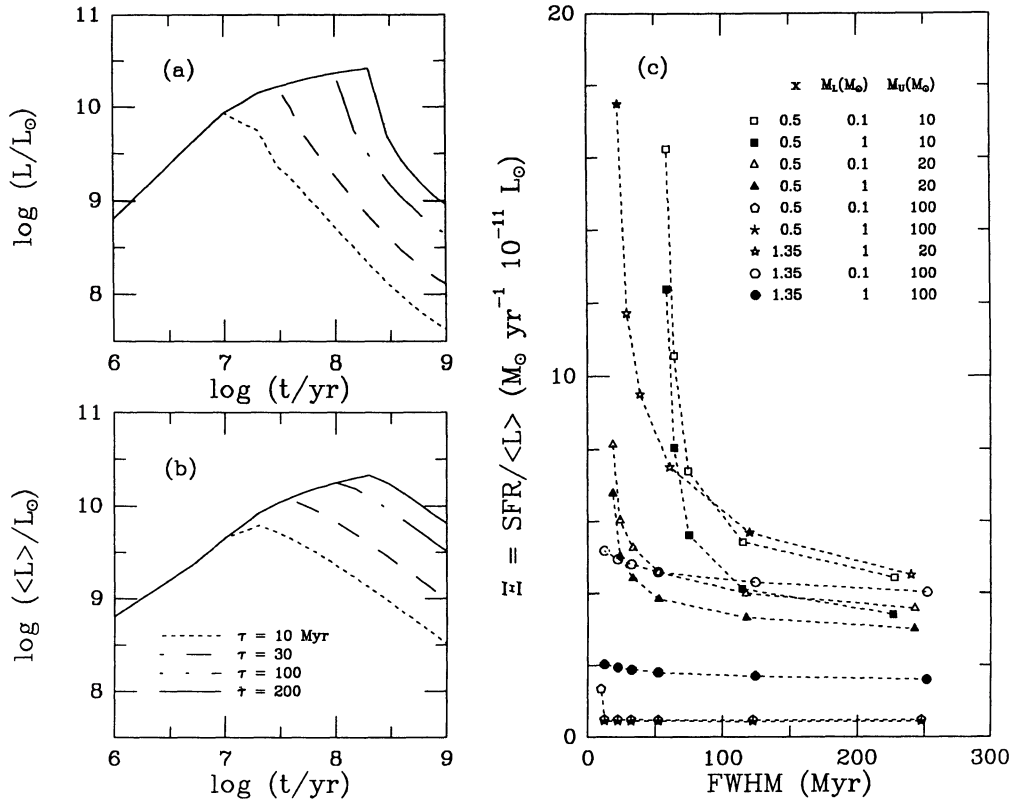 (a)
11
10
9
8
log (L/L⊙)
6 7 8 9
log (t/yr)
(b)
11
10
9
8
log (<L>/L⊙)
τ = 10 Myr
τ = 30
τ = 100
τ = 200
6 7 8 9
log (t/yr)
(c)
20
10
0
Ξ = SFR/<L> (M⊙ yr⁻¹ 10⁻¹¹ L⊙)
x M_L(M⊙) M_U(M⊙)
0.5 0.1 10
0.5 1 10
0.5 0.1 20
0.5 1 20
0.5 0.1 100
0.5 1 100
1.35 1 20
1.35 0.1 100
1.35 1 100
0 100 200 300
FWHM (Myr)